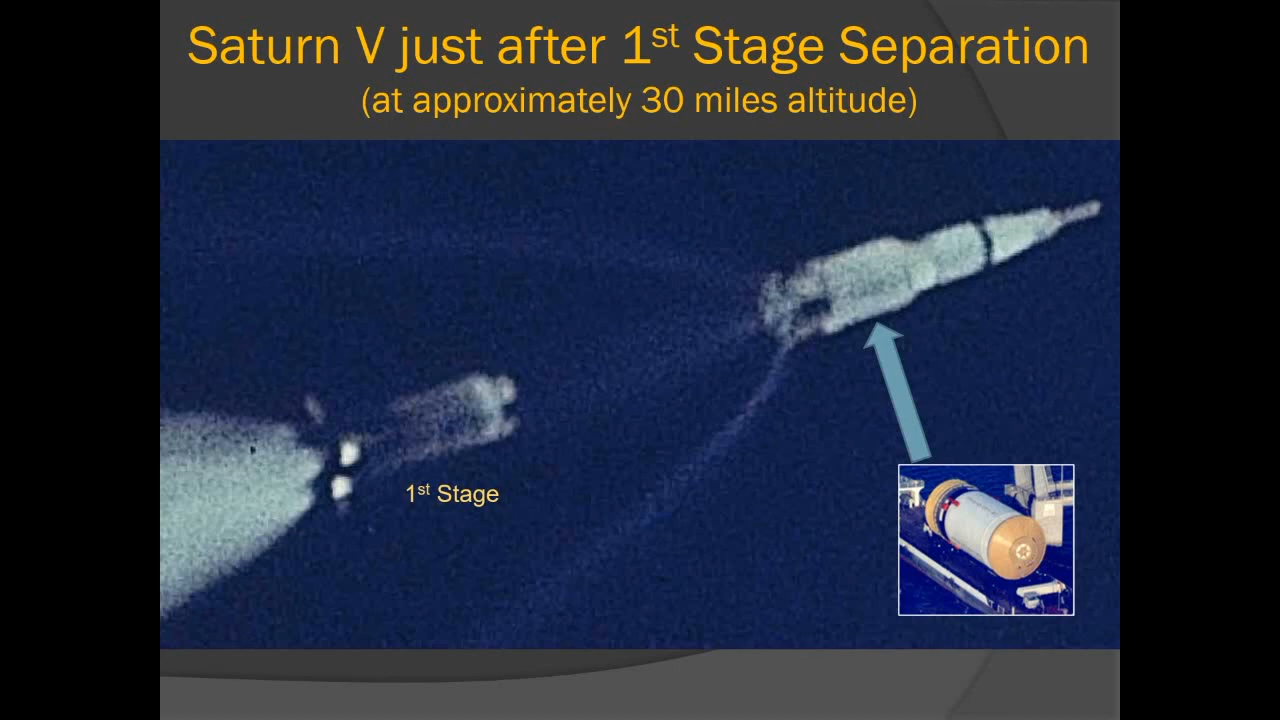 Saturn V just after 1st Stage Separation
(at approximately 30 miles altitude)
1st Stage